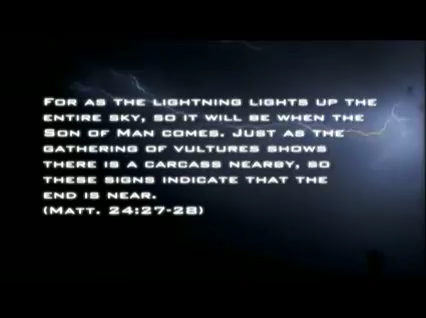 For as the lightning lights up the
entire sky, so it will be when the
Son of Man comes. Just as the
gathering of vultures shows
there is a carcass nearby, so
these signs indicate that the
end is near.
(Matt. 24:27-28)